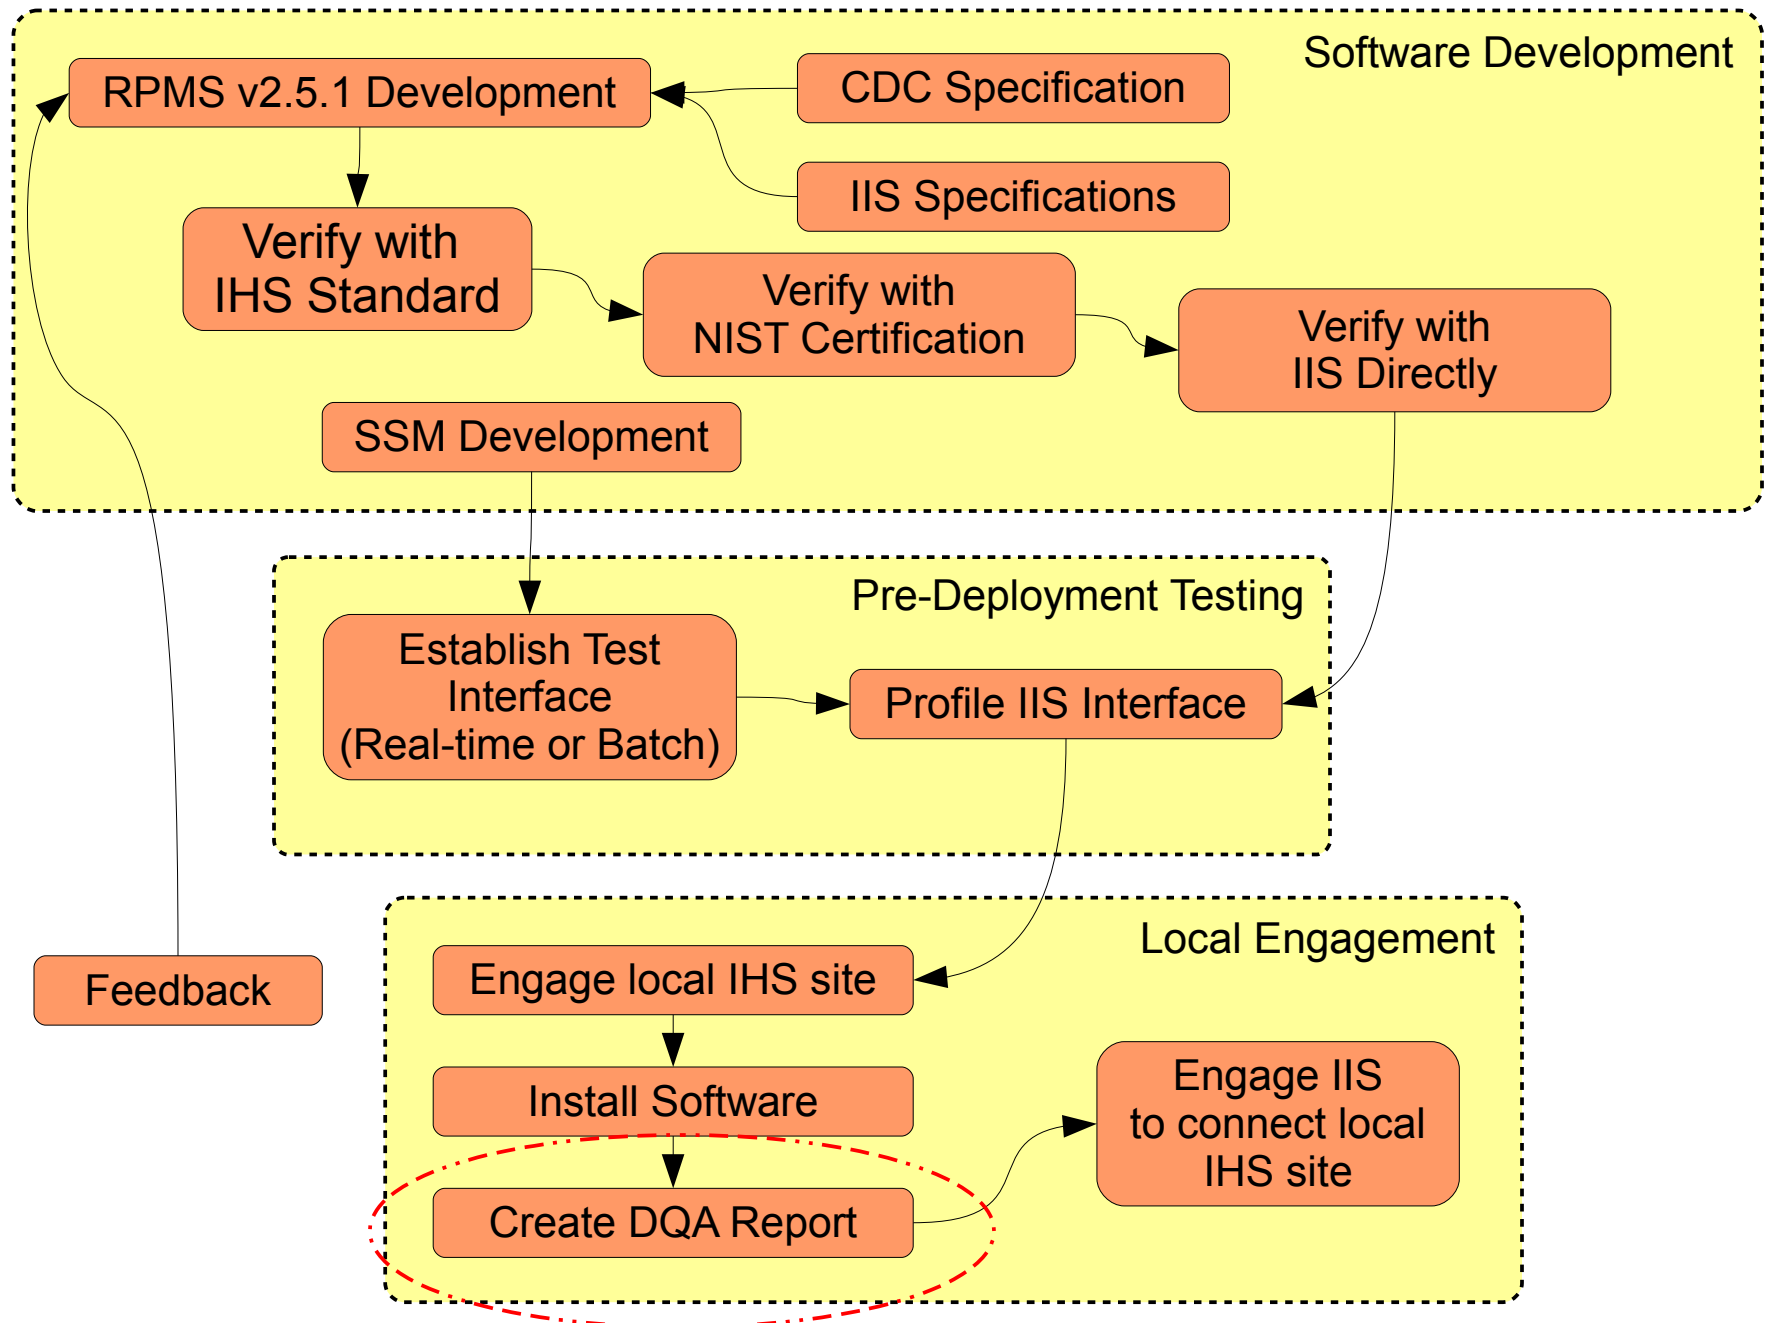 Software Development
RPMS v2.5.1 Development
CDC Specification
IIS Specifications
Verify with
IHS Standard
Verify with
NIST Certification
Verify with
IIS Directly
SSM Development
Pre-Deployment Testing
Establish Test
Interface
(Real-time or Batch)
Profile IIS Interface
Local Engagement
Feedback
Engage local IHS site
Install Software
Create DQA Report
Engage IIS
to connect local
IHS site